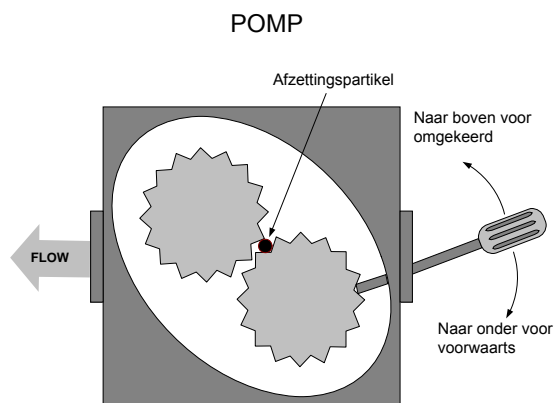 POMP
Afzettingspartikel
Naar boven voor
omgekeerd
FLOW
Naar onder voor
voorwaarts